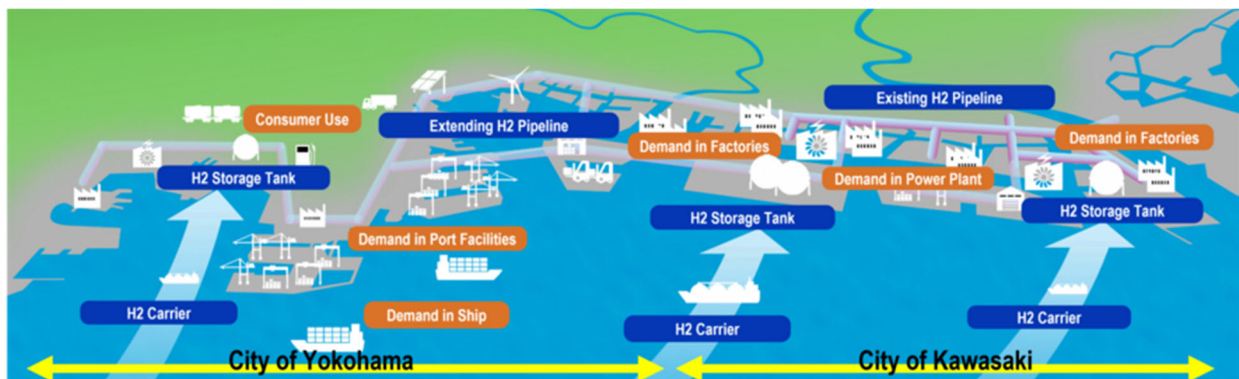 Existing H2 Pipeline
Consumer Use
Extending H2 Pipeline
Demand in Factories
Demand in Factories
H2 Storage Tank
Demand in Power Plant
H2 Storage Tank
H2 Storage Tank
Demand in Port Facilities
H2 Carrier
Demand in Ship
H2 Carrier
H2 Carrier
City of Yokohama
City of Kawasaki